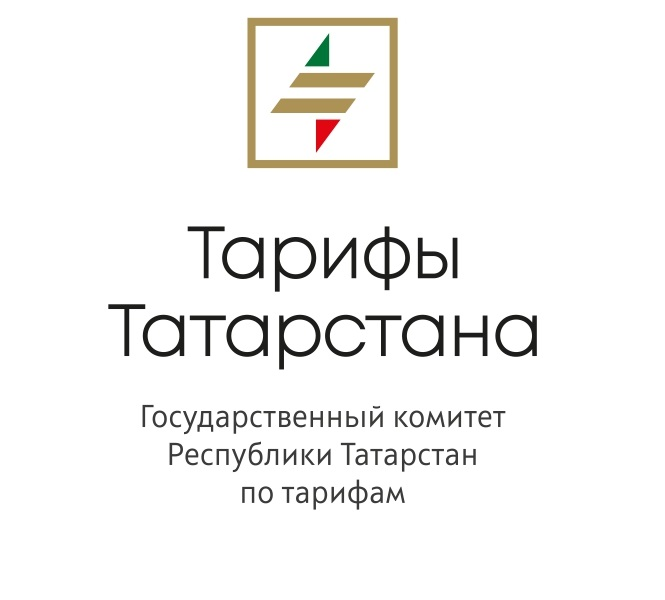 Тарифы
Татарстана
Государственный комитет
Республики Татарстан
по тарифам